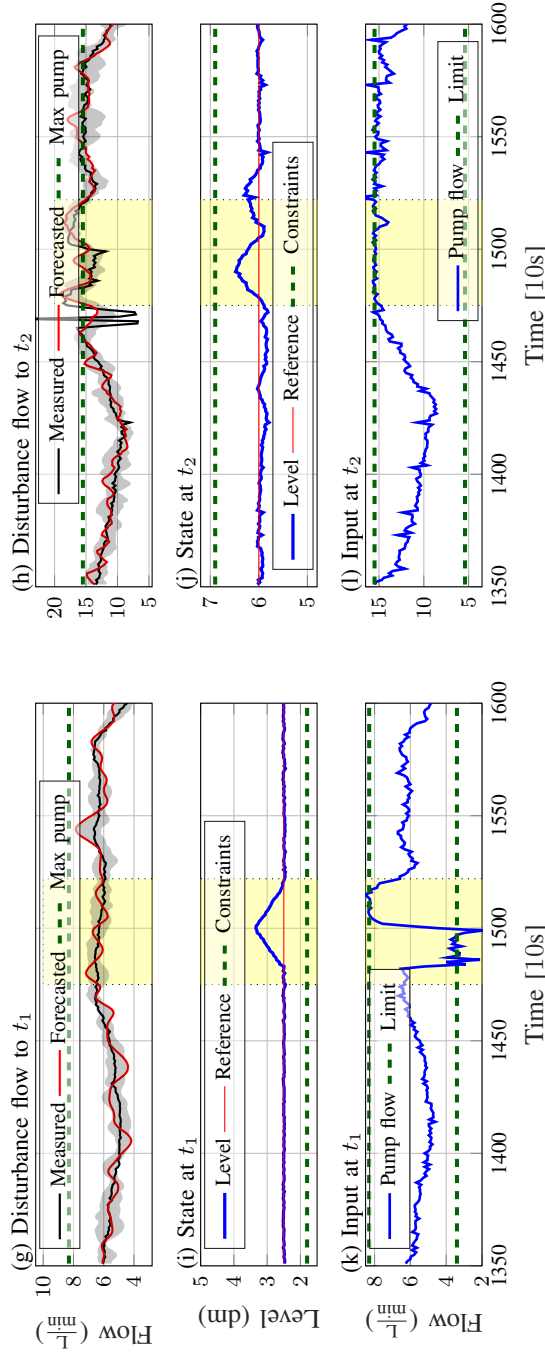 (g) Disturbance flow to t1
Measured Forecasted Max pump
Flow (L/min)
10
8
6
4
(h) Disturbance flow to t2
Measured Forecasted Max pump
20
15
10
5
(i) State at t1
Level Reference Constraints
Level (dm)
5
4
3
2
(j) State at t2
Level Reference Constraints
7
6
5
(k) Input at t1
Pump flow Limit
Flow (L/min)
8
6
4
2
1350 1400 1450 1500 1550 1600
Time [10s]
(l) Input at t2
Pump flow Limit
15
10
5
1350 1400 1450 1500 1550 1600
Time [10s]